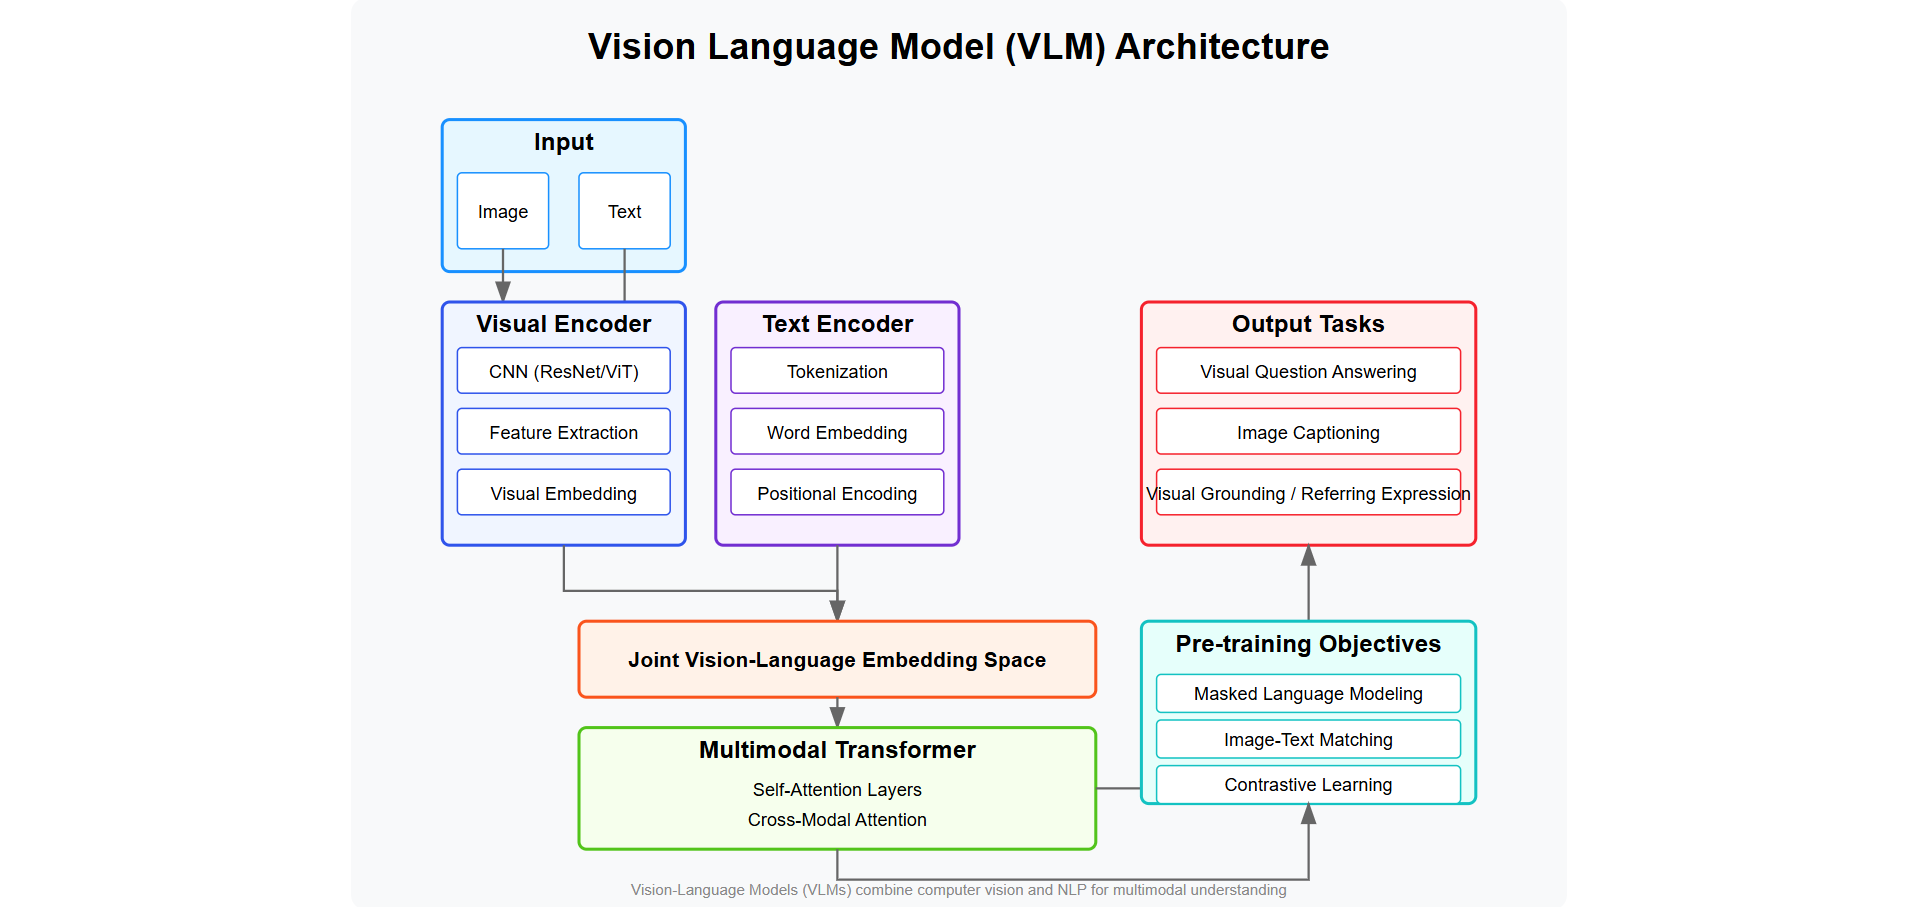 Vision Language Model (VLM) Architecture
Input
Image
Text
Visual Encoder
CNN (ResNet/ViT)
Feature Extraction
Visual Embedding
Text Encoder
Tokenization
Word Embedding
Positional Encoding
Output Tasks
Visual Question Answering
Image Captioning
Visual Grounding / Referring Expression
Joint Vision-Language Embedding Space
Multimodal Transformer
Self-Attention Layers
Cross-Modal Attention
Pre-training Objectives
Masked Language Modeling
Image-Text Matching
Contrastive Learning
Vision-Language Models (VLMs) combine computer vision and NLP for multimodal understanding